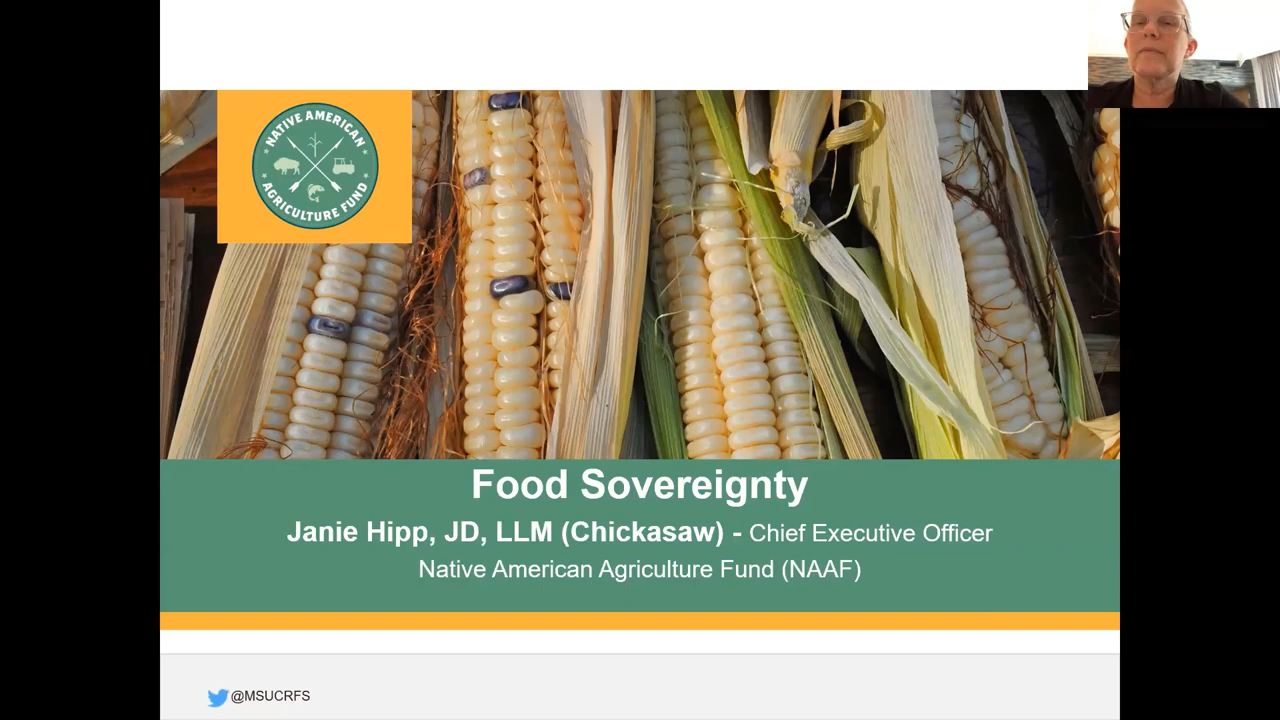 NATIVE AMERICAN
AGRICULTURE FUND
Food Sovereignty
Janie Hipp, JD, LLM (Chickasaw) - Chief Executive Officer
Native American Agriculture Fund (NAAF)
@MSUCRFS